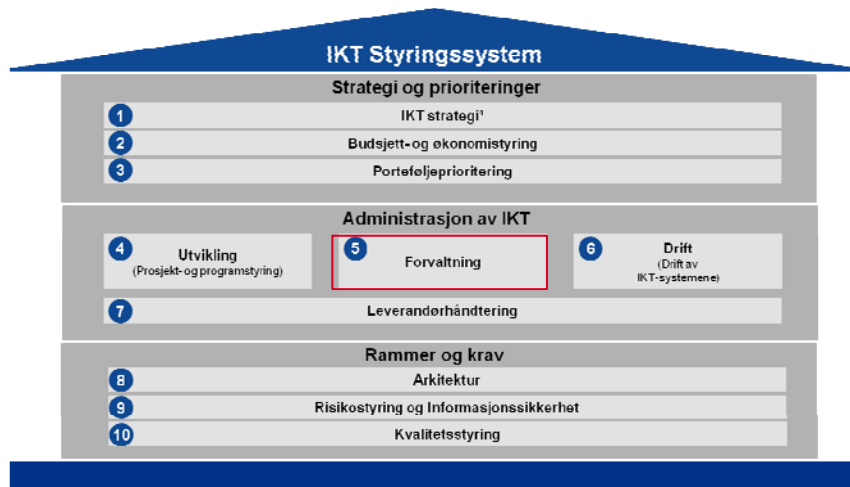 IKT Styringssystem
Strategi og prioriteringer
1 IKT strategi¹
2 Budsjett- og økonomistyring
3 Porteføljeprioritering
Administrasjon av IKT
4 Utvikling
(Prosjekt- og programstyring)
5 Forvaltning
6 Drift
(Drift av
IKT-systemene)
7 Leverandørhåndtering
Rammer og krav
8 Arkitektur
9 Risikostyring og Informasjonssikkerhet
10 Kvalitetsstyring